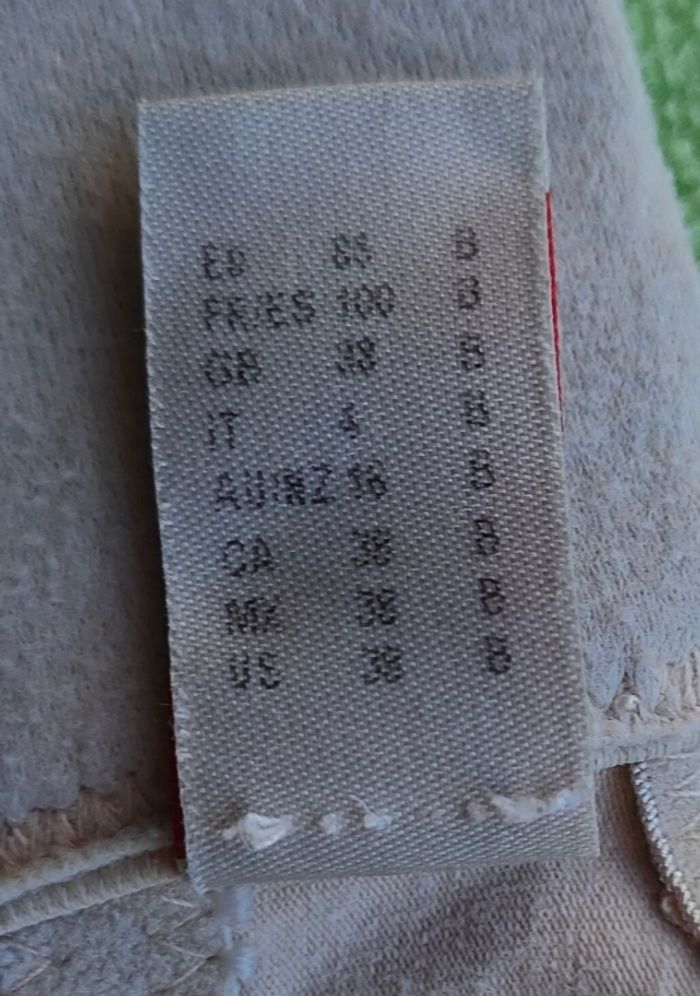 EU 85 B
FR/ES 100 B
GB 38 B
IT 4 B
AU/NZ 16 B
CA 38 B
MX 38 B
US 38 B